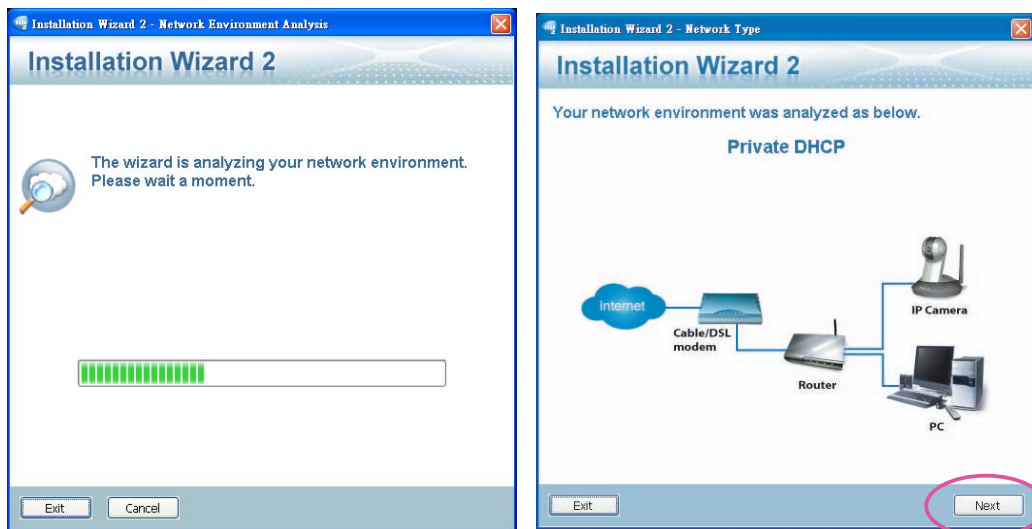 Installation Wizard 2 - Network Environment Analysis
Installation Wizard 2
The wizard is analyzing your network environment.
Please wait a moment.
Exit
Cancel
Installation Wizard 2 - Network Type
Installation Wizard 2
Your network environment was analyzed as below.
Private DHCP
Internet
Cable/DSL
modem
Router
IP Camera
PC
Exit
Next